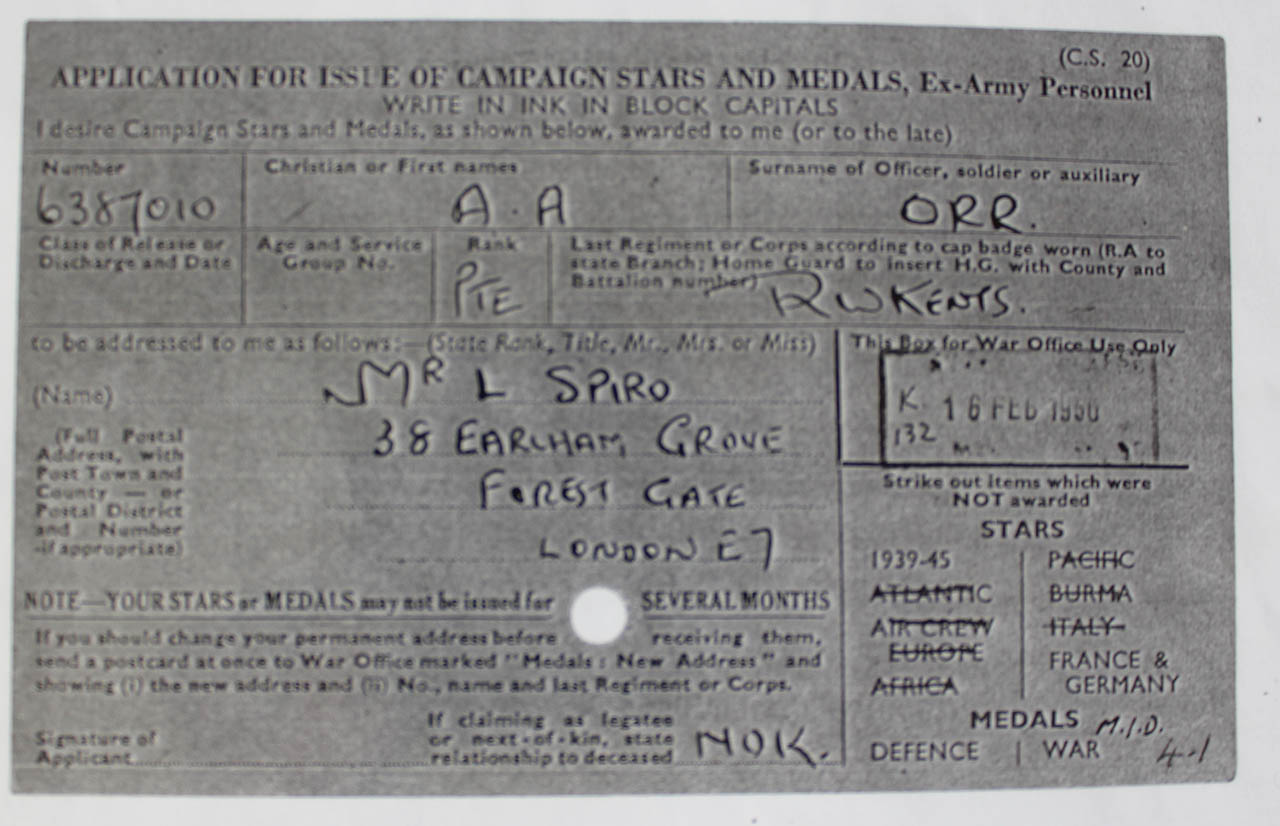 (C.S. 20)
APPLICATION FOR ISSUE OF CAMPAIGN STARS AND MEDALS, Ex-Army Personnel
WRITE IN INK IN BLOCK CAPITALS
I desire Campaign Stars and Medals, as shown below, awarded to me (or to the late)
Number
Christian or First names
Surname of Officer, soldier or auxiliary
6387010
A. A
ORR.
Class of Release or Discharge and Date
Age and Service Group No.
Rank
PTE
Last Regiment or Corps according to cap badge worn (R.A to
state Branch; Home Guard to insert H.G. with County and
Battalion number)
RWKENTS.
to be addressed to me as follows:—(State Rank, Title, Mr., Mrs. or Miss)
(Name) MR L SPIRO
(Full Postal
Address, with
Post Town and
County — or
Postal District
and Number
-if appropriate)
38 EARLHAM GROVE
FOREST GATE
LONDON E7
This Box for War Office Use Only
K. 16 FEB 1950
132
Strike out items which were
NOT awarded
STARS
1939-45
PACIFIC
ATLANTIC
BURMA
AIR CREW
EUROPE
ITALY
AFRICA
FRANCE &
GERMANY
MEDALS M.I.D.
DEFENCE
WAR
4-1
NOTE—YOUR STARS or MEDALS may not be issued for SEVERAL MONTHS
If you should change your permanent address before receiving them,
send a postcard at once to War Office marked "Medals: New Address" and
showing (i) the new address and (ii) No., name and last Regiment or Corps.
Signature of
Applicant
If claiming as legatee
or next-of-kin, state
relationship to deceased
NOK.